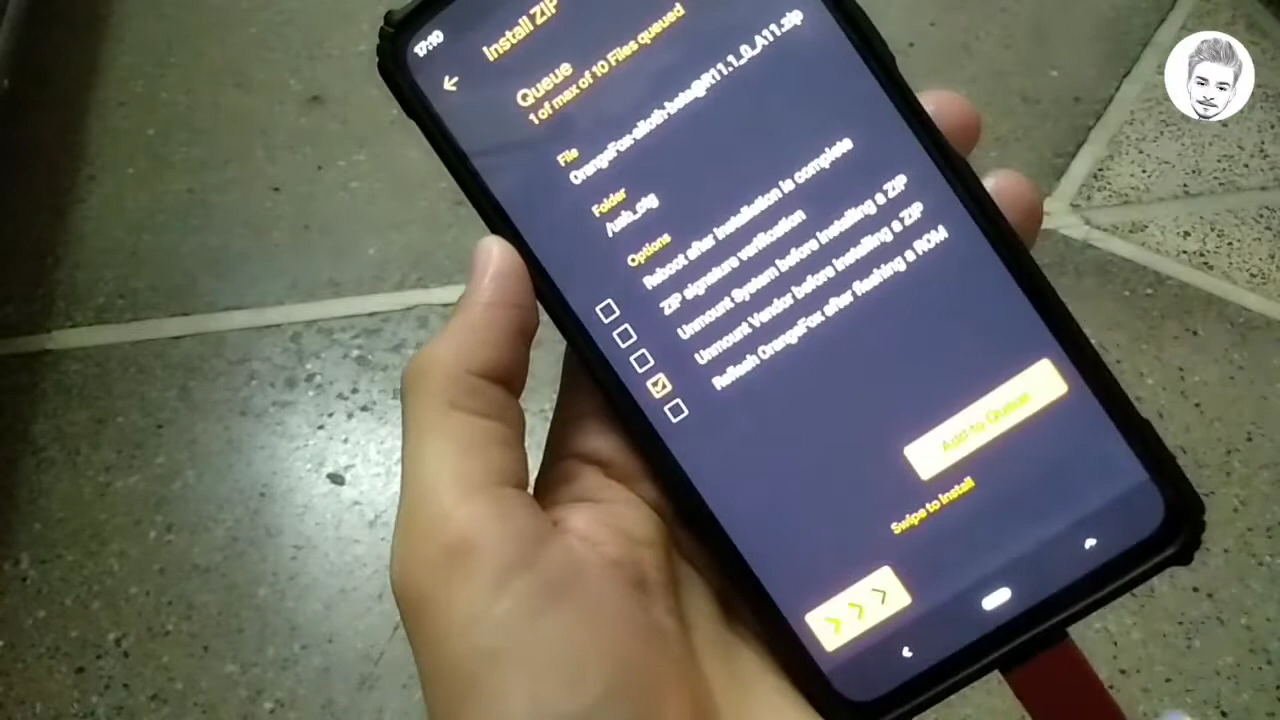 17:10
Install ZIP
Queue
1 of max of 10 Files queued
File
OrangeFox-alioth-beta@R11.1_0_A11.zip
Folder
/usb_otg
Options
Reboot after installation is complete
ZIP signature verification
Unmount System before installing a ZIP
Unmount Vendor before installing a ZIP
Reflash OrangeFox after flashing a ROM
Add to Queue
Swipe to Install